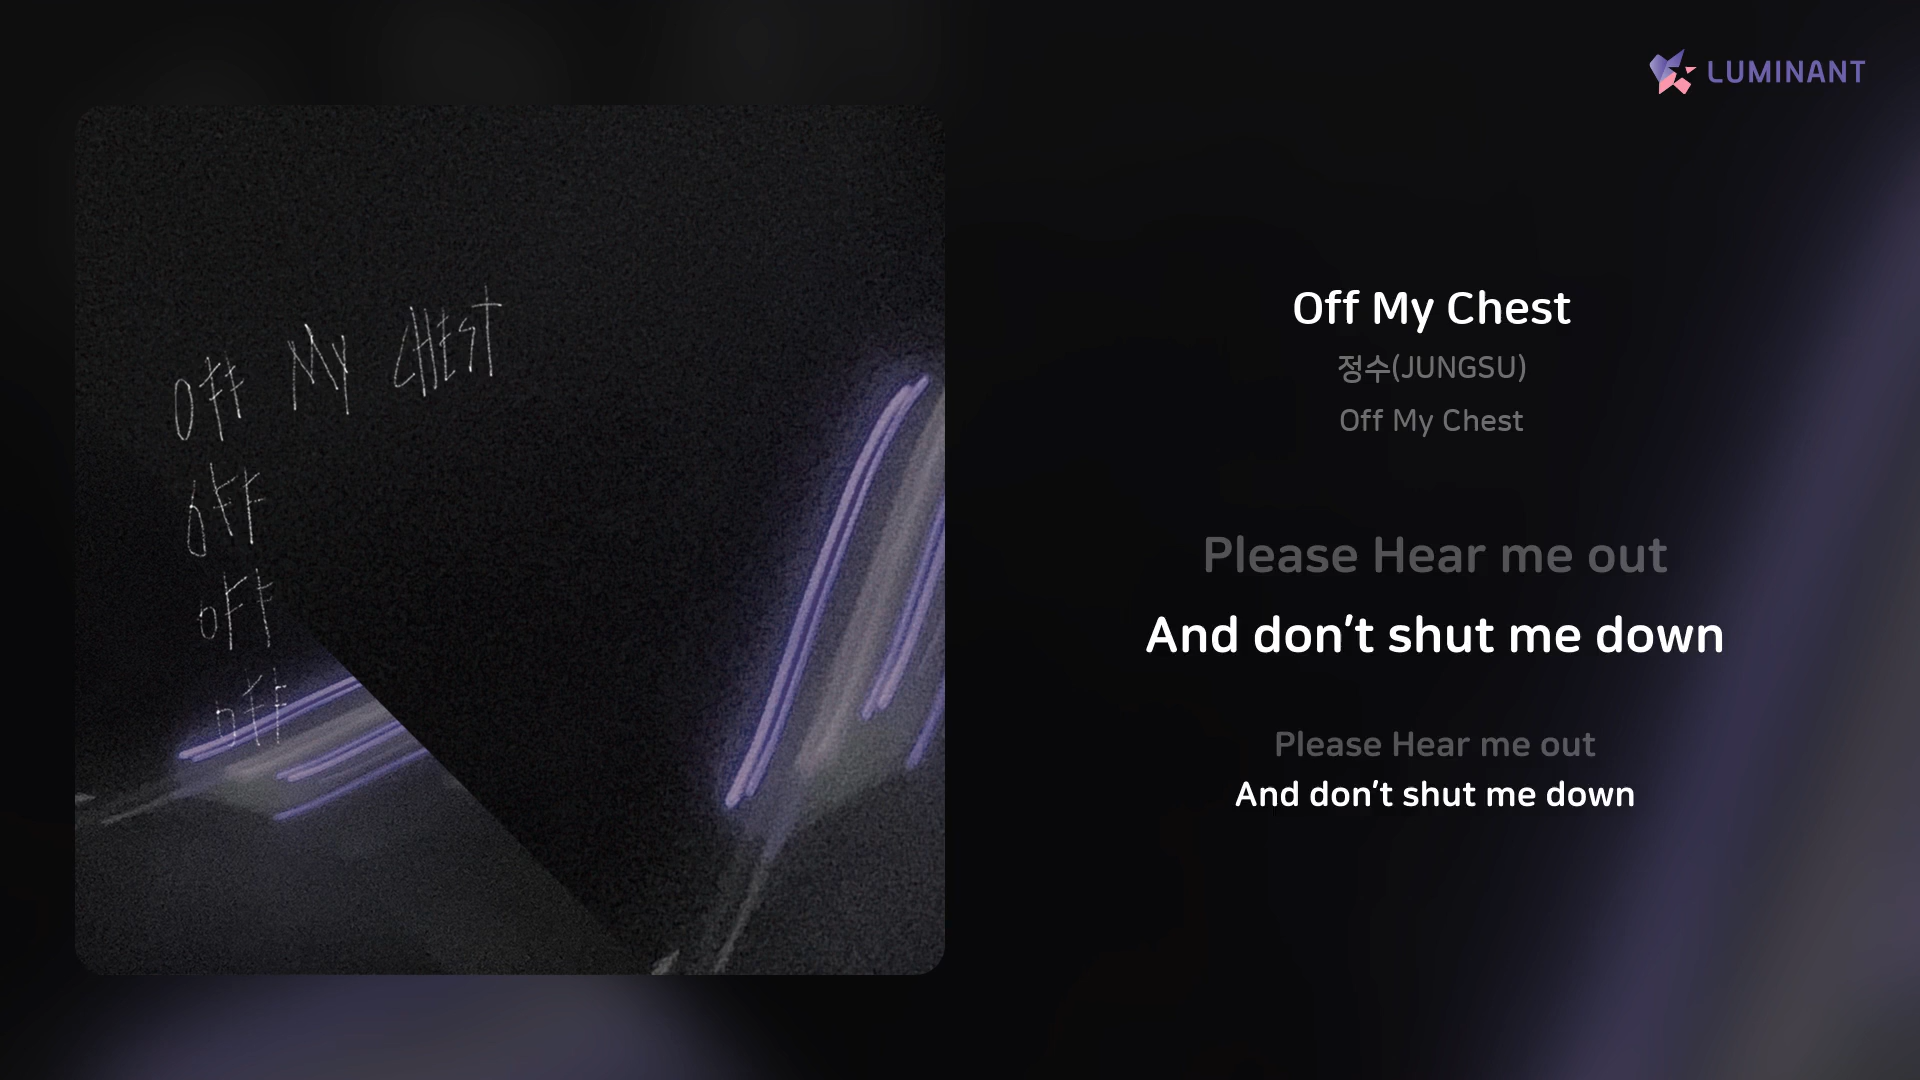 LUMINANT
OFF MY CHEST
OFF
OFF
OFF
Off My Chest
정수(JUNGSU)
Off My Chest
Please Hear me out
And don't shut me down
Please Hear me out
And don't shut me down